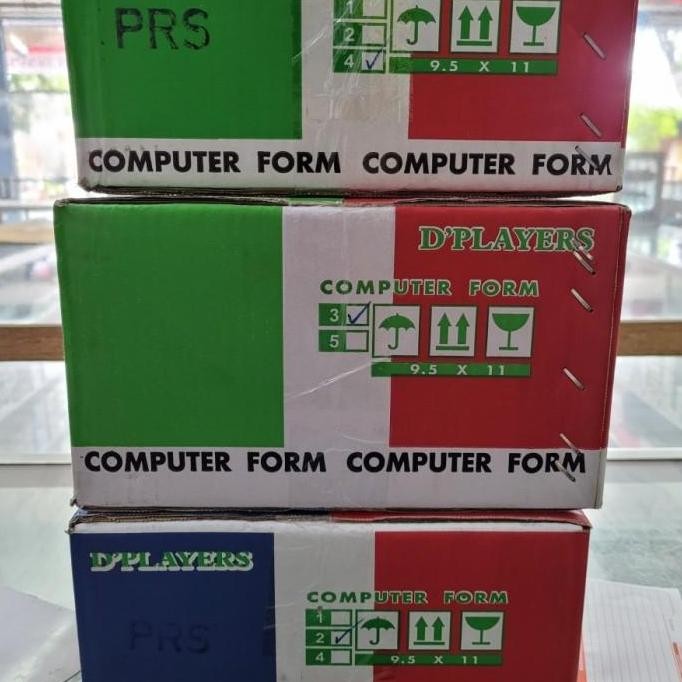 PRS
1
2
4
9.5 X 11
COMPUTER FORM COMPUTER FORM
D'PLAYERS
COMPUTER FORM
3
5
9.5 X 11
COMPUTER FORM COMPUTER FORM
D'PLAYERS
PRS
COMPUTER FORM
1
2
4
9.5 X 11